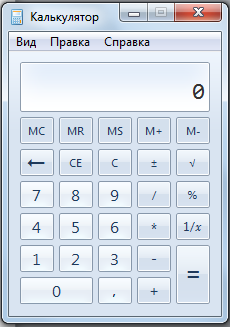 Калькулятор
Вид Правка Справка
0
MC MR MS M+ M-
← CE C ± √
7 8 9 / %
4 5 6 * 1/x
1 2 3 - =
0 , +